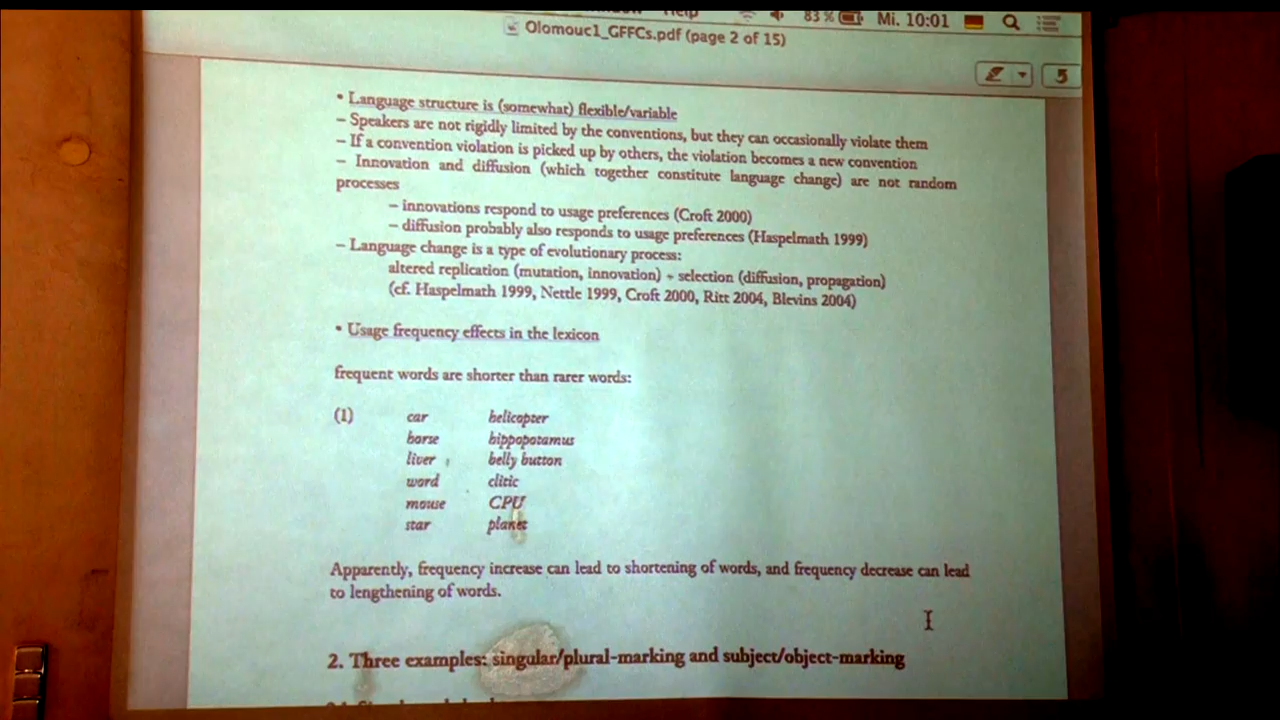 Help 83 % Mi. 10:01
Olomouc1_GFFCs.pdf (page 2 of 15)
• Language structure is (somewhat) flexible/variable
– Speakers are not rigidly limited by the conventions, but they can occasionally violate them
– If a convention violation is picked up by others, the violation becomes a new convention
– Innovation and diffusion (which together constitute language change) are not random
processes
– innovations respond to usage preferences (Croft 2000)
– diffusion probably also responds to usage preferences (Haspelmath 1999)
– Language change is a type of evolutionary process:
altered replication (mutation, innovation) + selection (diffusion, propagation)
(cf. Haspelmath 1999, Nettle 1999, Croft 2000, Ritt 2004, Blevins 2004)
• Usage frequency effects in the lexicon
frequent words are shorter than rarer words:
(1) car helicopter
horse hippopotamus
liver belly button
word clitic
mouse CPU
star planet
Apparently, frequency increase can lead to shortening of words, and frequency decrease can lead
to lengthening of words.
2. Three examples: singular/plural-marking and subject/object-marking